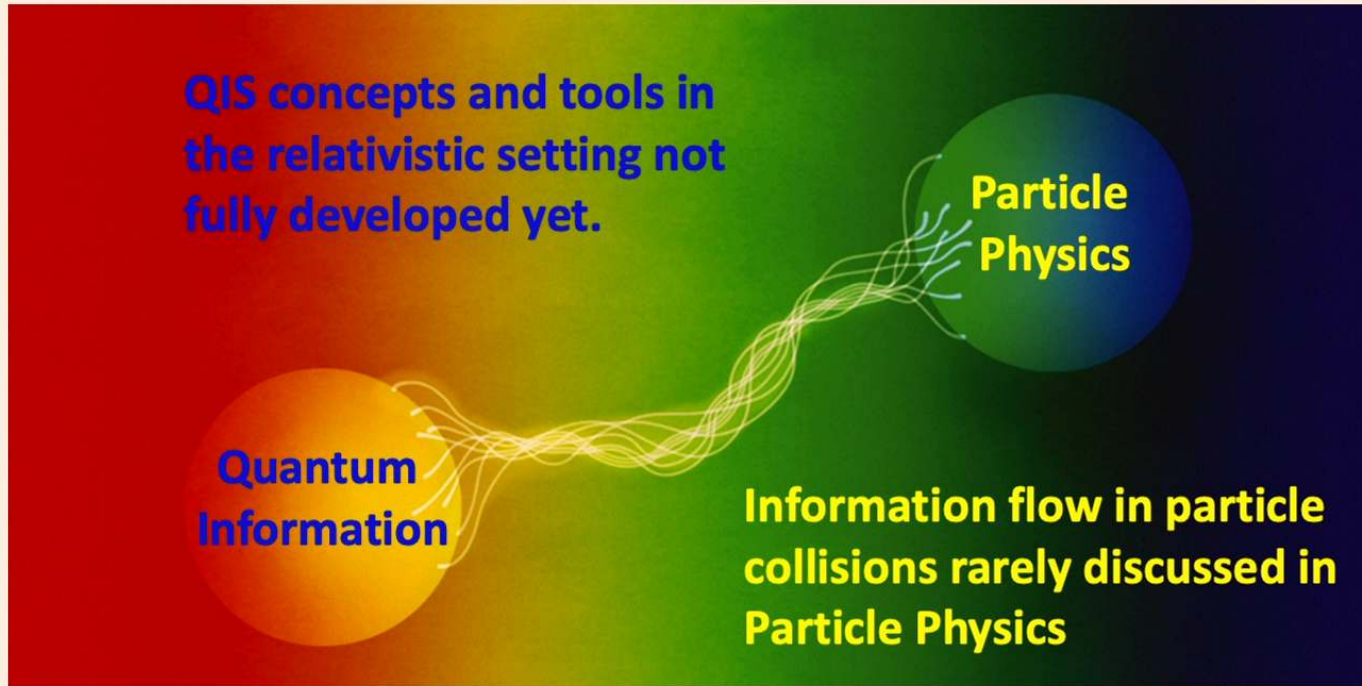 QIS concepts and tools in
the relativistic setting not
fully developed yet.
Particle
Physics
Quantum
Information
Information flow in particle
collisions rarely discussed in
Particle Physics